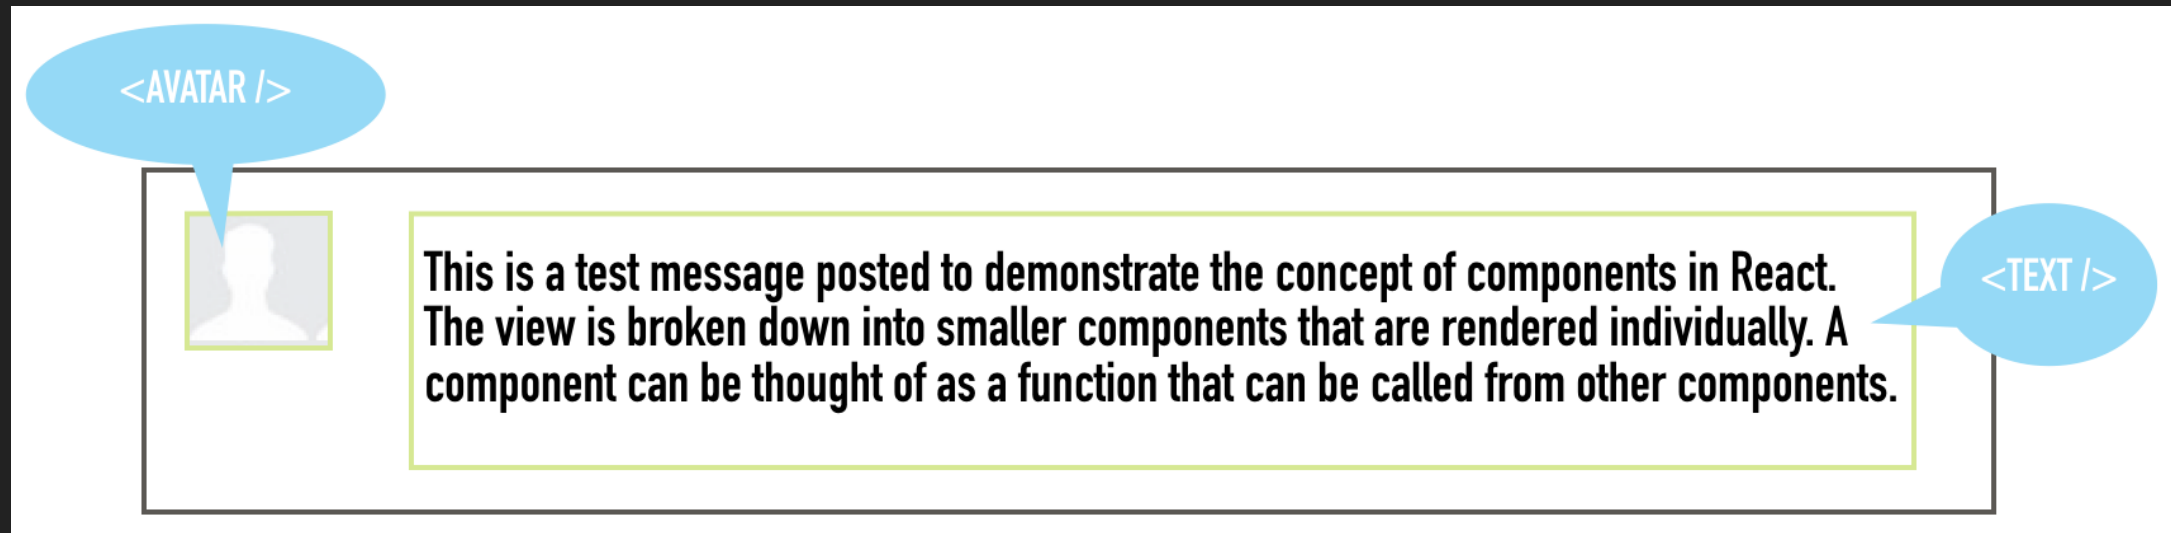 <AVATAR />
This is a test message posted to demonstrate the concept of components in React.
The view is broken down into smaller components that are rendered individually. A
component can be thought of as a function that can be called from other components.
<TEXT />